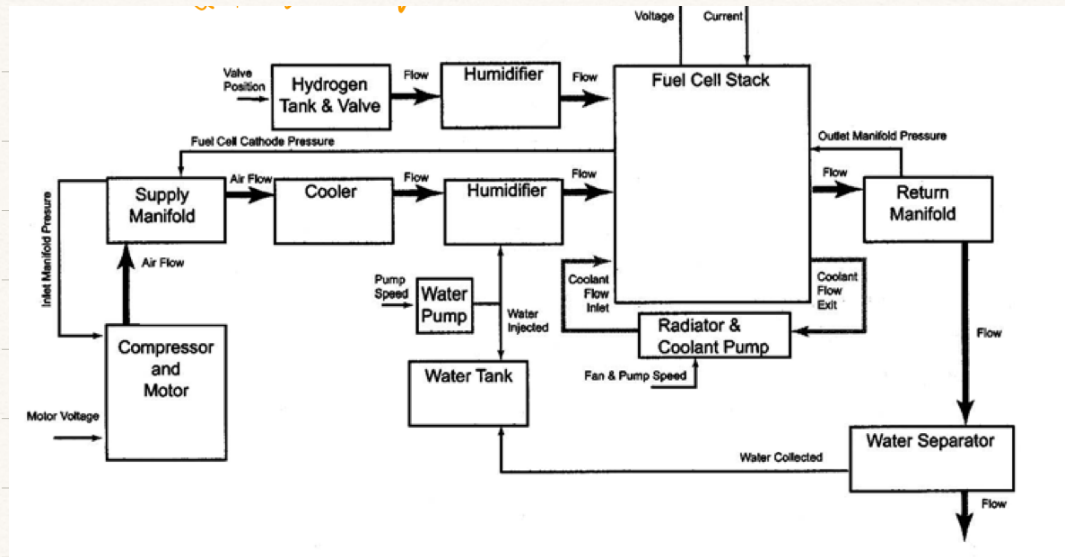 Voltage
Current
Valve
Position
Hydrogen
Tank & Valve
Flow
Humidifier
Flow
Fuel Cell Stack
Fuel Cell Cathode Pressure
Outlet Manifold Pressure
Inlet Manifold Presure
Supply
Manifold
Air Flow
Cooler
Flow
Humidifier
Flow
Flow
Return
Manifold
Air Flow
Pump
Speed
Water
Pump
Water
Injected
Coolant
Flow
Inlet
Coolant
Flow
Exit
Radiator &
Coolant Pump
Fan & Pump Speed
Flow
Compressor
and
Motor
Motor Voltage
Water Tank
Water Collected
Water Separator
Flow